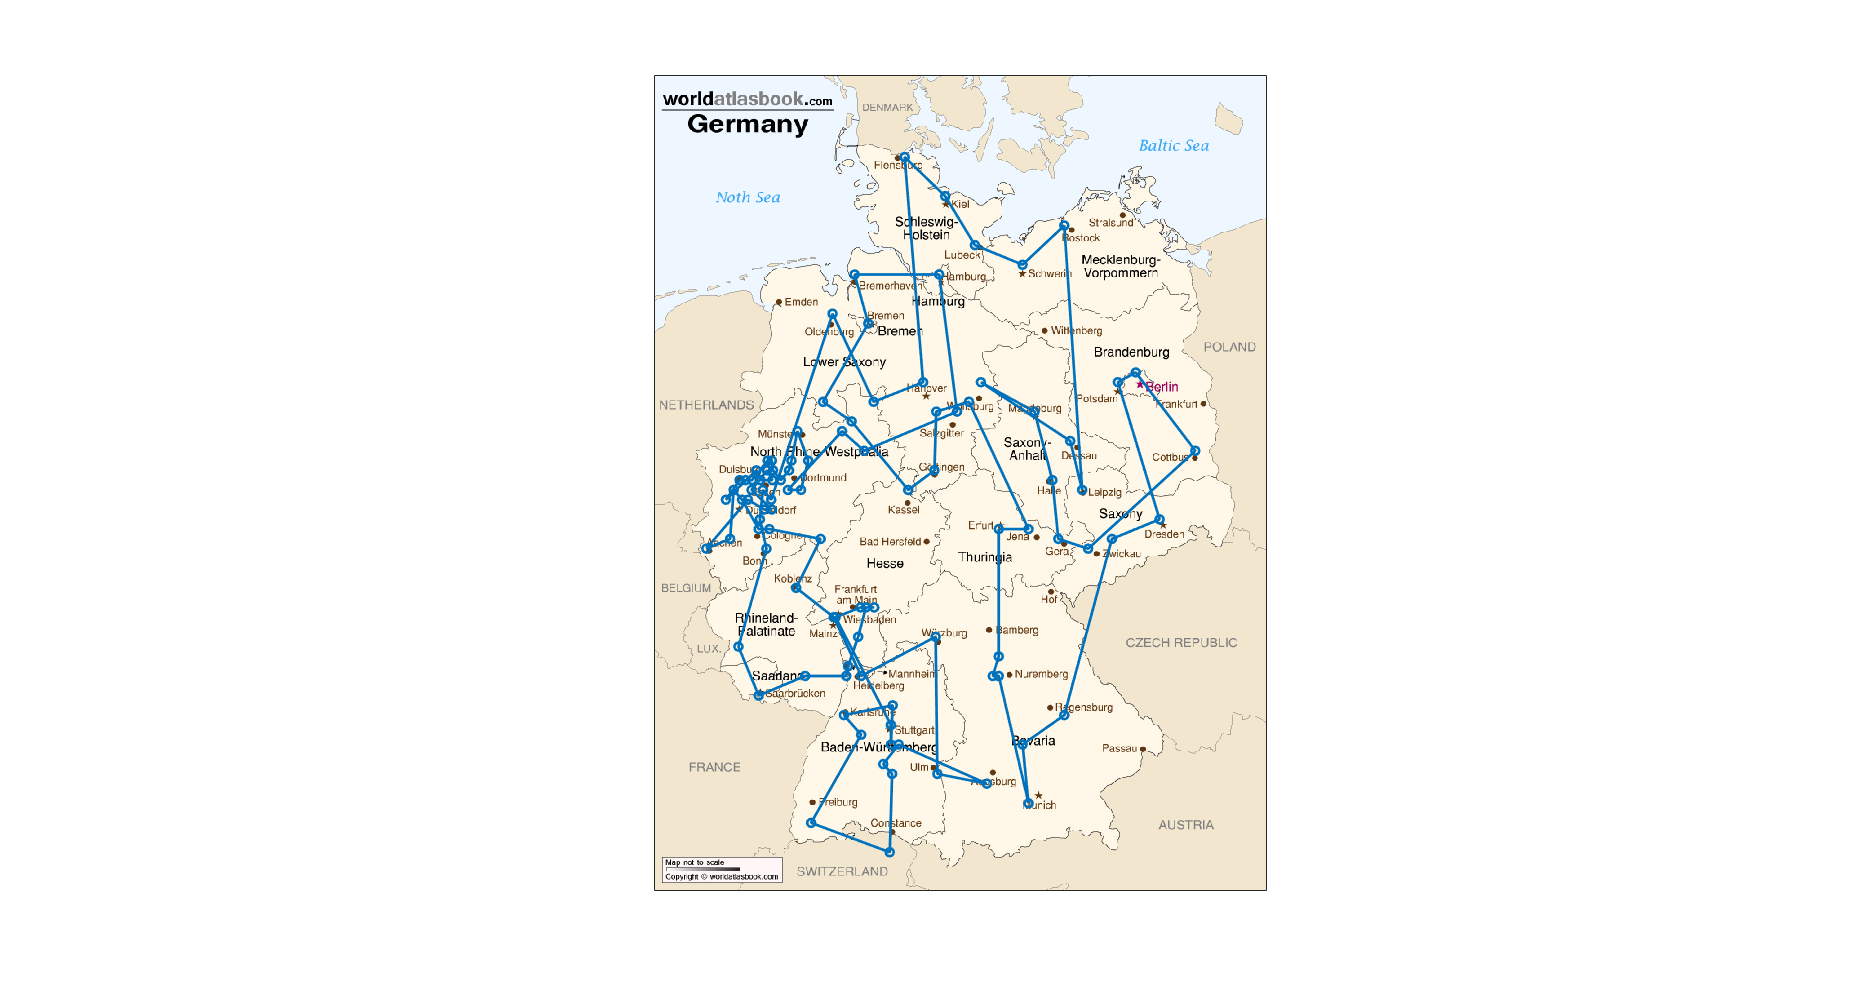 worldatlasbook.com
Germany
DENMARK
Baltic Sea
Noth Sea
Flensburg
Kiel
Schleswig-
Holstein
Stralsund
Rostock
Lubeck
Mecklenburg-
Vorpommern
Schwerin
Hamburg
Bremerhaven
Hamburg
Emden
Bremen
Oldenburg
Bremen
Wittenberg
POLAND
Brandenburg
Lower Saxony
Berlin
Hanover
Potsdam
Frankfurt
NETHERLANDS
Wolfsburg
Magdeburg
Münster
Salzgitter
Saxony-
Anhalt
North Rhine-Westphalia
Dessau
Cottbus
Duisburg
Göttingen
Dortmund
Halle
Leipzig
Kassel
Saxony
Dusseldorf
Erfurt
Dresden
Cologne
Jena
Aachen
Bad Hersfeld
Gera
Zwickau
Bonn
Hesse
Thuringia
Koblenz
BELGIUM
Frankfurt
am Main
Hof
Rhineland-
Palatinate
Wiesbaden
Mainz
Würzburg
Bamberg
CZECH REPUBLIC
LUX.
Mannheim
Nuremberg
Heidelberg
Saarbrücken
Karlsruhe
Regensburg
Stuttgart
Bavaria
Baden-Württemberg
Passau
FRANCE
Ulm
Augsburg
Freiburg
Munich
Constance
AUSTRIA
Map not to scale
SWITZERLAND
Copyright © worldatlasbook.com